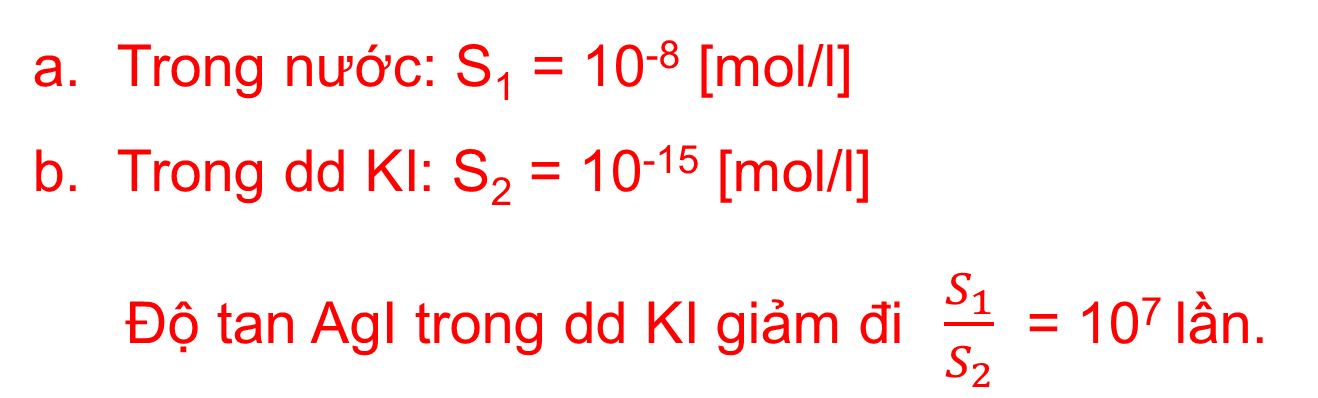 a. Trong nước: S₁ = 10⁻⁸ [mol/l]
b. Trong dd KI: S₂ = 10⁻¹⁵ [mol/l]
Độ tan AgI trong dd KI giảm đi S₁/S₂ = 10⁷ lần.